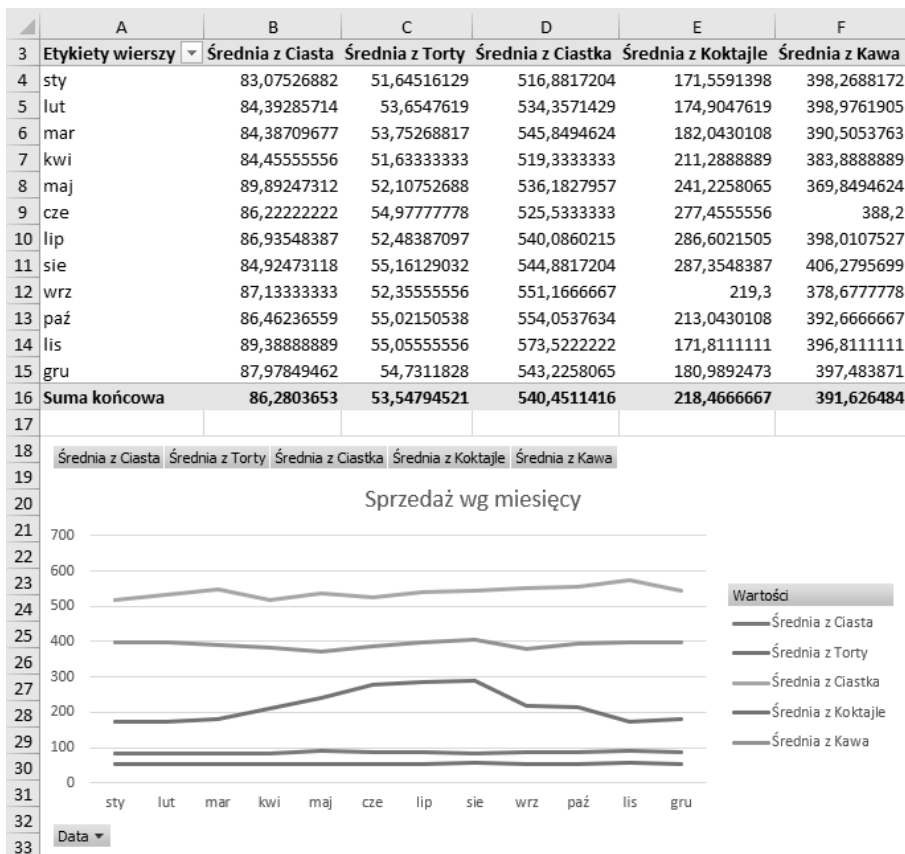 A B C D E F
3 Etykiety wierszy Średnia z Ciasta Średnia z Torty Średnia z Ciastka Średnia z Koktajle Średnia z Kawa
4 sty 83,07526882 51,64516129 516,8817204 171,5591398 398,2688172
5 lut 84,39285714 53,6547619 534,3571429 174,9047619 398,9761905
6 mar 84,38709677 53,75268817 545,8494624 182,0430108 390,5053763
7 kwi 84,45555556 51,63333333 519,3333333 211,2888889 383,8888889
8 maj 89,89247312 52,10752688 536,1827957 241,2258065 369,8494624
9 cze 86,22222222 54,97777778 525,5333333 277,4555556 388,2
10 lip 86,93548387 52,48387097 540,0860215 286,6021505 398,0107527
11 sie 84,92473118 55,16129032 544,8817204 287,3548387 406,2795699
12 wrz 87,13333333 52,35555556 551,1666667 219,3 378,6777778
13 paź 86,46236559 55,02150538 554,0537634 213,0430108 392,6666667
14 lis 89,38888889 55,05555556 573,5222222 171,8111111 396,8111111
15 gru 87,97849462 54,7311828 543,2258065 180,9892473 397,483871
16 Suma końcowa 86,2803653 53,54794521 540,4511416 218,4666667 391,626484
17
18 Średnia z Ciasta Średnia z Torty Średnia z Ciastka Średnia z Koktajle Średnia z Kawa
19
20 Sprzedaż wg miesięcy
21 700
22
23 600
24 500
25 400
26
27 300
28 200
29 100
30 0
31 sty lut mar kwi maj cze lip sie wrz paź lis gru
32
33 Data
Wartości
Średnia z Ciasta
Średnia z Torty
Średnia z Ciastka
Średnia z Koktajle
Średnia z Kawa